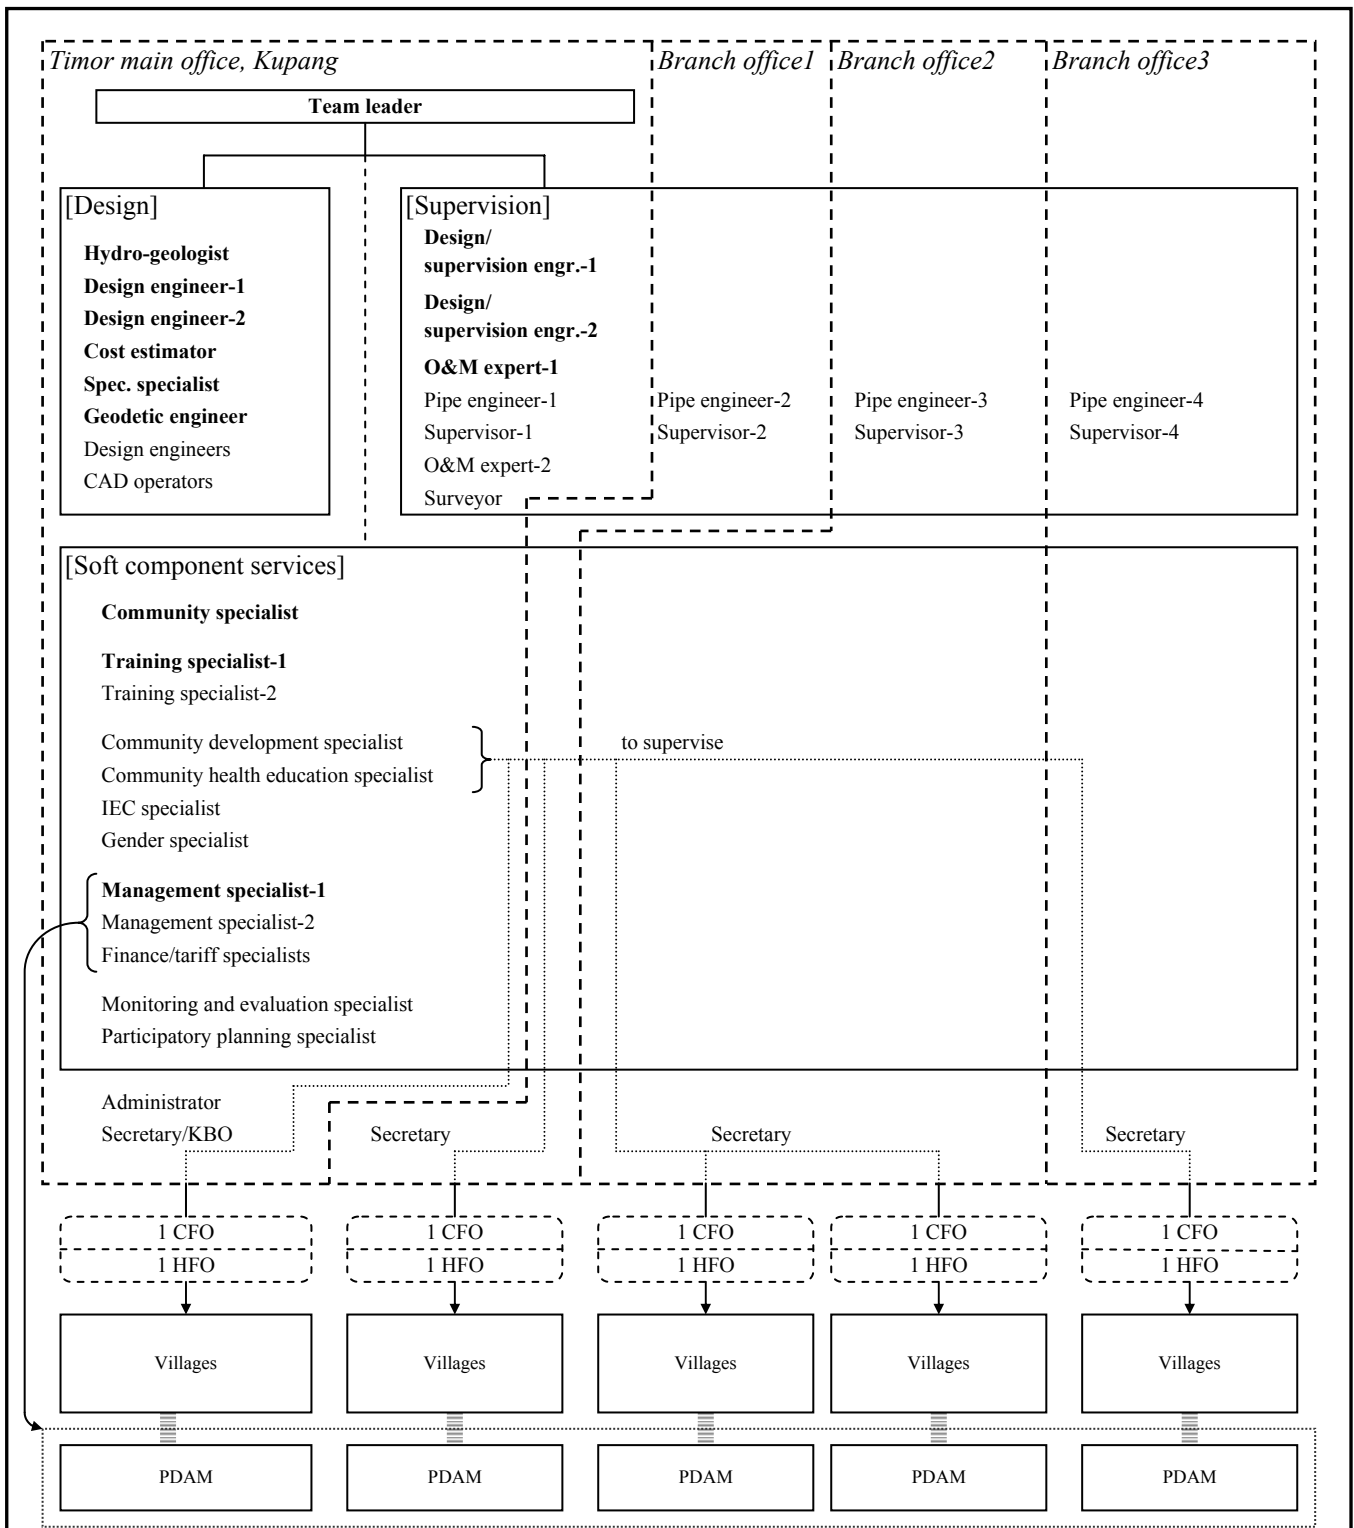 Timor main office, Kupang
Branch office1
Branch office2
Branch office3
Team leader
[Design]
Hydro-geologist
Design engineer-1
Design engineer-2
Cost estimator
Spec. specialist
Geodetic engineer
Design engineers
CAD operators
[Supervision]
Design/
supervision engr.-1
Design/
supervision engr.-2
O&M expert-1
Pipe engineer-1
Supervisor-1
O&M expert-2
Surveyor
Pipe engineer-2
Supervisor-2
Pipe engineer-3
Supervisor-3
Pipe engineer-4
Supervisor-4
[Soft component services]
Community specialist
Training specialist-1
Training specialist-2
Community development specialist
Community health education specialist
to supervise
IEC specialist
Gender specialist
Management specialist-1
Management specialist-2
Finance/tariff specialists
Monitoring and evaluation specialist
Participatory planning specialist
Administrator
Secretary/KBO
Secretary
Secretary
Secretary
1 CFO
1 HFO
1 CFO
1 HFO
1 CFO
1 HFO
1 CFO
1 HFO
1 CFO
1 HFO
Villages
Villages
Villages
Villages
Villages
PDAM
PDAM
PDAM
PDAM
PDAM